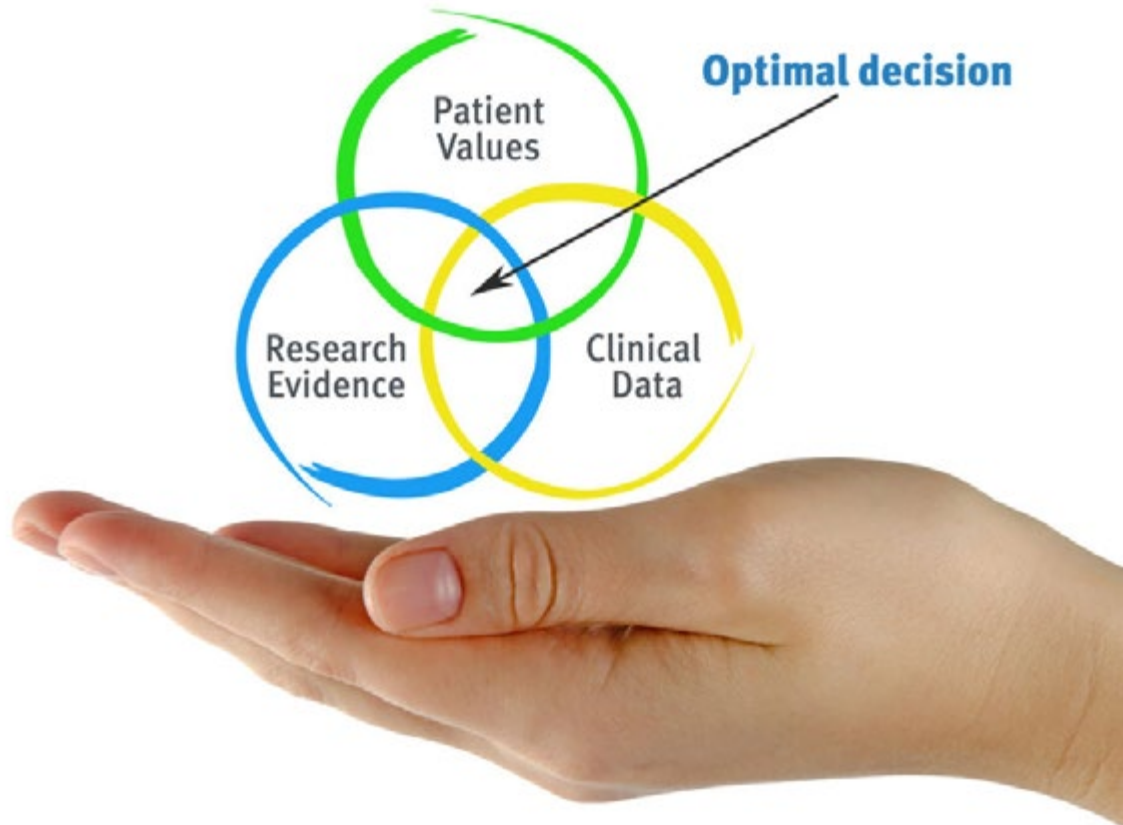 Optimal decision
Patient
Values
Research
Evidence
Clinical
Data